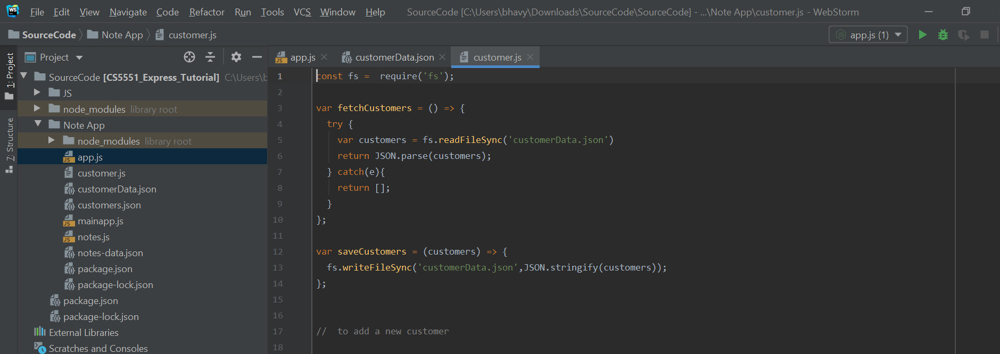 WS File Edit View Navigate Code Refactor Run Tools VCS Window Help SourceCode [C:\Users\bhavy\Downloads\SourceCode\SourceCode] - ...\Note App\customer.js - WebStorm
SourceCode Note App customer.js app.js (1)
1: Project
7: Structure
Project
SourceCode [CS5551_Express_Tutorial] C:\Users\b
JS
node_modules library root
Note App
node_modules library root
app.js
customer.js
customerData.json
customers.json
mainapp.js
notes.js
notes-data.json
package.json
package-lock.json
package.json
package-lock.json
External Libraries
Scratches and Consoles
app.js customerData.json customer.js
1 const fs =  require('fs');
2
3 var fetchCustomers = () => {
4   try {
5     var customers = fs.readFileSync('customerData.json')
6     return JSON.parse(customers);
7   } catch(e){
8     return [];
9   }
10 };
11
12 var saveCustomers = (customers) => {
13   fs.writeFileSync('customerData.json',JSON.stringify(customers));
14 };
15
16
17 //  to add a new customer
18